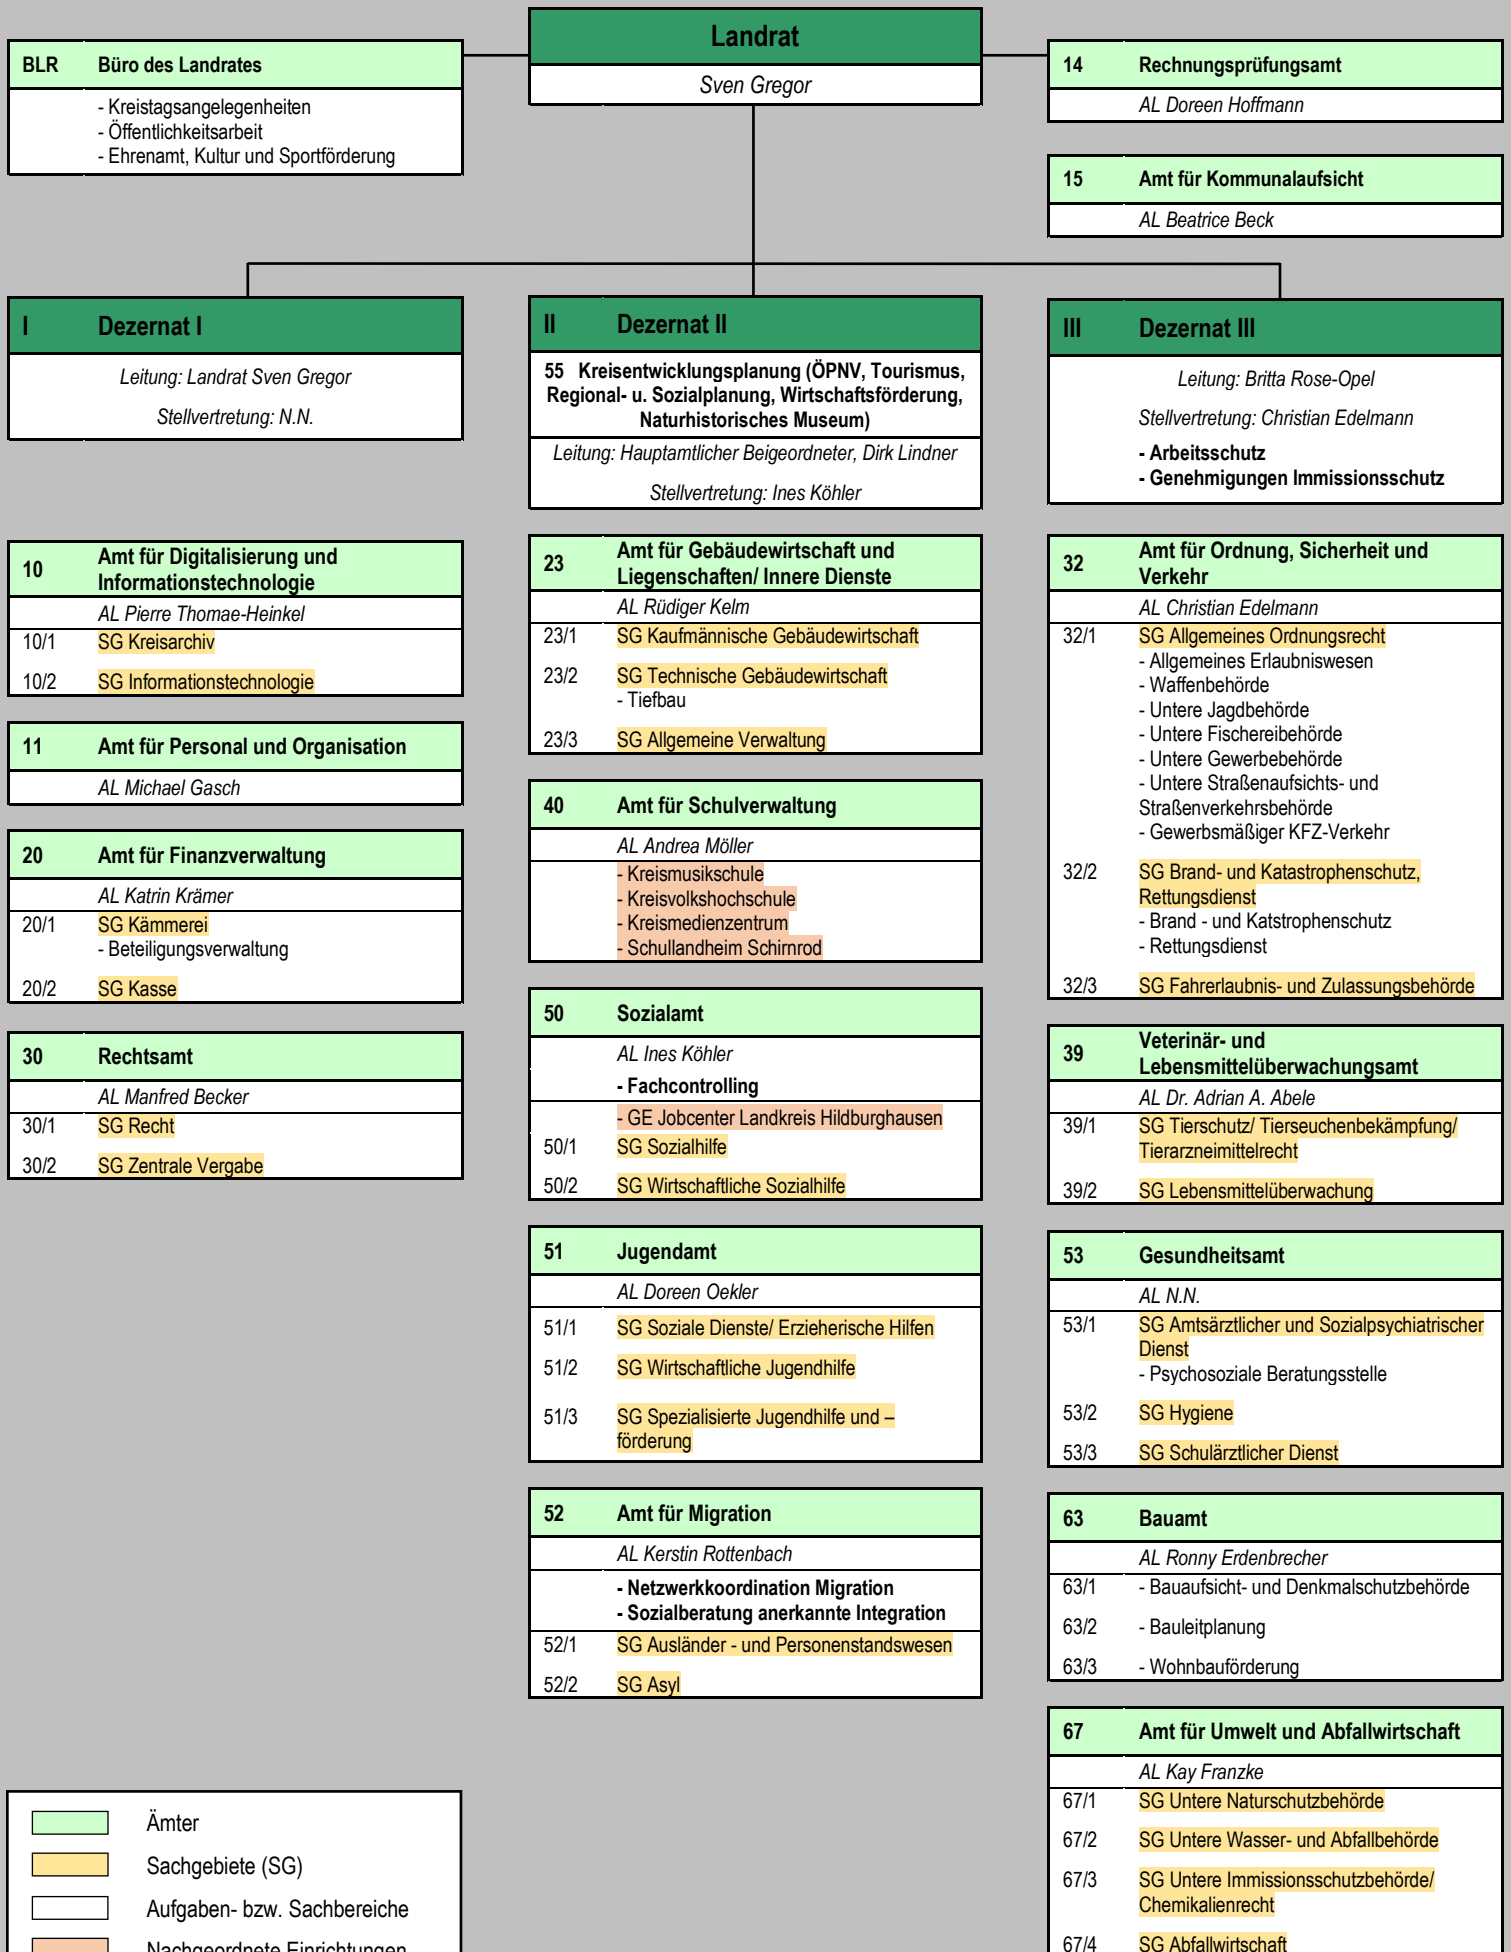 Landrat
Sven Gregor
BLR Büro des Landrates
- Kreistagsangelegenheiten
- Öffentlichkeitsarbeit
- Ehrenamt, Kultur und Sportförderung
14 Rechnungsprüfungsamt
AL Doreen Hoffmann
15 Amt für Kommunalaufsicht
AL Beatrice Beck
I Dezernat I
Leitung: Landrat Sven Gregor
Stellvertretung: N.N.
10 Amt für Digitalisierung und
Informationstechnologie
AL Pierre Thomae-Heinkel
10/1 SG Kreisarchiv
10/2 SG Informationstechnologie
11 Amt für Personal und Organisation
AL Michael Gasch
20 Amt für Finanzverwaltung
AL Katrin Krämer
20/1 SG Kämmerei
- Beteiligungsverwaltung
20/2 SG Kasse
30 Rechtsamt
AL Manfred Becker
30/1 SG Recht
30/2 SG Zentrale Vergabe
II Dezernat II
55 Kreisentwicklungsplanung (ÖPNV, Tourismus,
Regional- u. Sozialplanung, Wirtschaftsförderung,
Naturhistorisches Museum)
Leitung: Hauptamtlicher Beigeordneter, Dirk Lindner
Stellvertretung: Ines Köhler
23 Amt für Gebäudewirtschaft und
Liegenschaften/ Innere Dienste
AL Rüdiger Kelm
23/1 SG Kaufmännische Gebäudewirtschaft
23/2 SG Technische Gebäudewirtschaft
- Tiefbau
23/3 SG Allgemeine Verwaltung
40 Amt für Schulverwaltung
AL Andrea Möller
- Kreismusikschule
- Kreisvolkshochschule
- Kreismedienzentrum
- Schullandheim Schirnrod
50 Sozialamt
AL Ines Köhler
- Fachcontrolling
- GE Jobcenter Landkreis Hildburghausen
50/1 SG Sozialhilfe
50/2 SG Wirtschaftliche Sozialhilfe
51 Jugendamt
AL Doreen Oekler
51/1 SG Soziale Dienste/ Erzieherische Hilfen
51/2 SG Wirtschaftliche Jugendhilfe
51/3 SG Spezialisierte Jugendhilfe und –
förderung
52 Amt für Migration
AL Kerstin Rottenbach
- Netzwerkkoordination Migration
- Sozialberatung anerkannte Integration
52/1 SG Ausländer - und Personenstandswesen
52/2 SG Asyl
III Dezernat III
Leitung: Britta Rose-Opel
Stellvertretung: Christian Edelmann
- Arbeitsschutz
- Genehmigungen Immissionsschutz
32 Amt für Ordnung, Sicherheit und
Verkehr
AL Christian Edelmann
32/1 SG Allgemeines Ordnungsrecht
- Allgemeines Erlaubniswesen
- Waffenbehörde
- Untere Jagdbehörde
- Untere Fischereibehörde
- Untere Gewerbebehörde
- Untere Straßenaufsichts- und
Straßenverkehrsbehörde
- Gewerbsmäßiger KFZ-Verkehr
32/2 SG Brand- und Katastrophenschutz,
Rettungsdienst
- Brand - und Katstrophenschutz
- Rettungsdienst
32/3 SG Fahrerlaubnis- und Zulassungsbehörde
39 Veterinär- und
Lebensmittelüberwachungsamt
AL Dr. Adrian A. Abele
39/1 SG Tierschutz/ Tierseuchenbekämpfung/
Tierarzneimittelrecht
39/2 SG Lebensmittelüberwachung
53 Gesundheitsamt
AL N.N.
53/1 SG Amtsärztlicher und Sozialpsychiatrischer
Dienst
- Psychosoziale Beratungsstelle
53/2 SG Hygiene
53/3 SG Schulärztlicher Dienst
63 Bauamt
AL Ronny Erdenbrecher
63/1 - Bauaufsicht- und Denkmalschutzbehörde
63/2 - Bauleitplanung
63/3 - Wohnbauförderung
67 Amt für Umwelt und Abfallwirtschaft
AL Kay Franzke
67/1 SG Untere Naturschutzbehörde
67/2 SG Untere Wasser- und Abfallbehörde
67/3 SG Untere Immissionsschutzbehörde/
Chemikalienrecht
67/4 SG Abfallwirtschaft
Ämter
Sachgebiete (SG)
Aufgaben- bzw. Sachbereiche
Nachgeordnete Einrichtungen